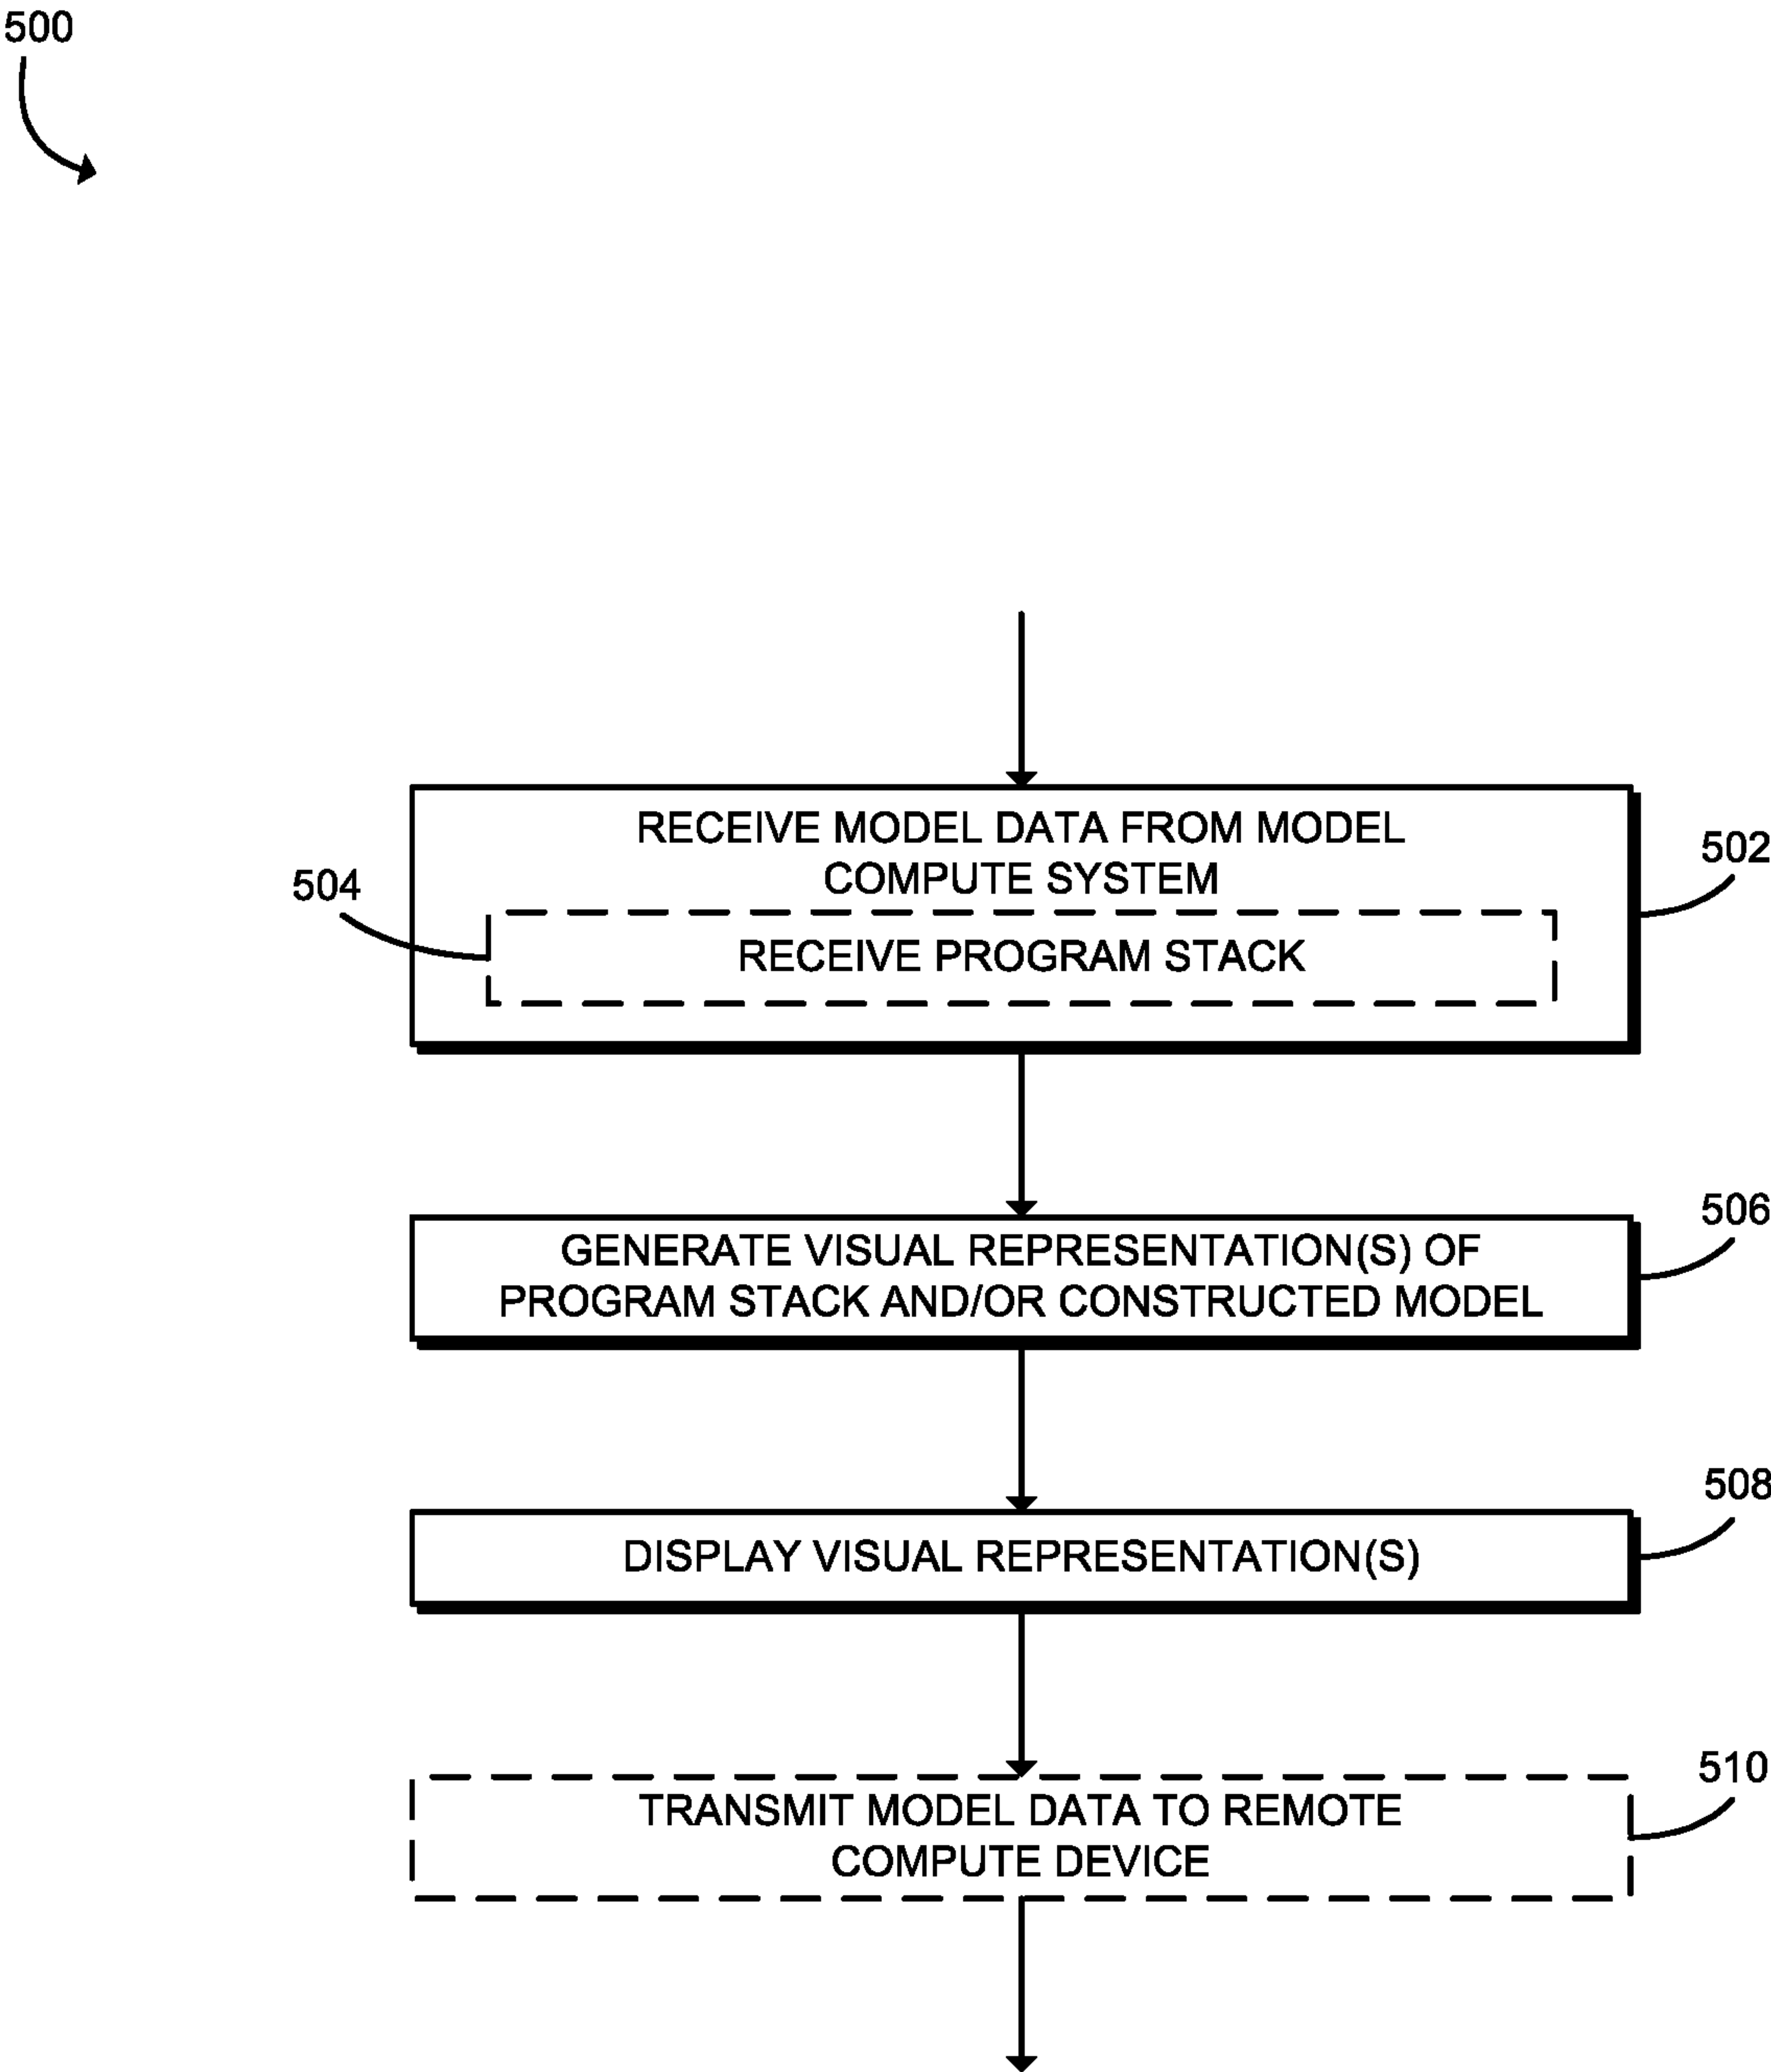 500
RECEIVE MODEL DATA FROM MODEL
COMPUTE SYSTEM
502
504
RECEIVE PROGRAM STACK
506
GENERATE VISUAL REPRESENTATION(S) OF
PROGRAM STACK AND/OR CONSTRUCTED MODEL
508
DISPLAY VISUAL REPRESENTATION(S)
510
TRANSMIT MODEL DATA TO REMOTE
COMPUTE DEVICE